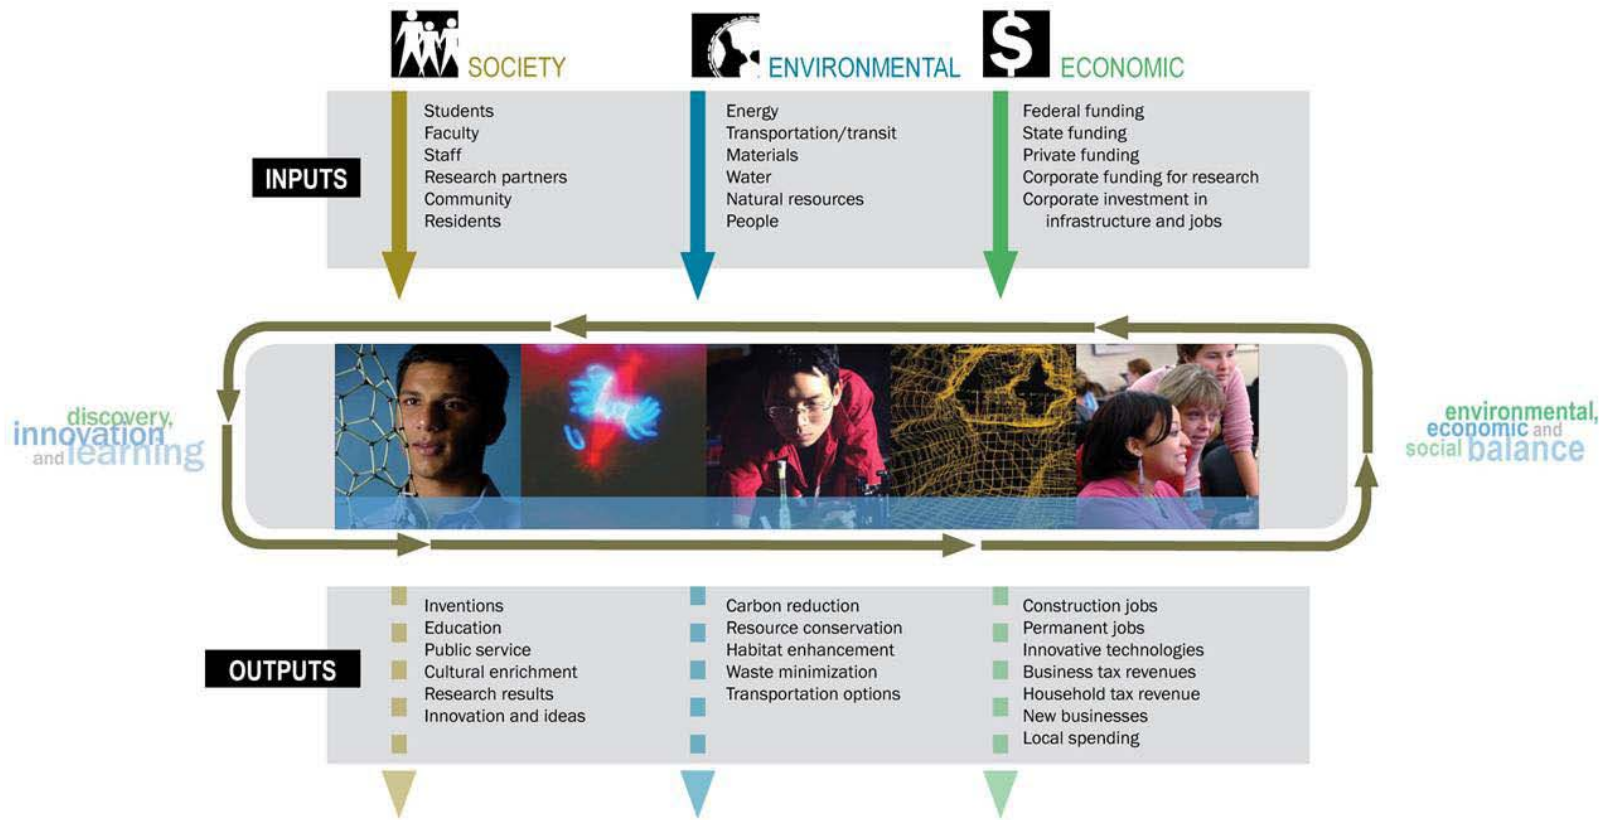 $
SOCIETY
ENVIRONMENTAL
ECONOMIC
INPUTS
Students
Faculty
Staff
Research partners
Community
Residents
Energy
Transportation/transit
Materials
Water
Natural resources
People
Federal funding
State funding
Private funding
Corporate funding for research
Corporate investment in
infrastructure and jobs
discovery,
innovation
and learning
environmental,
economic and
social balance
OUTPUTS
Inventions
Education
Public service
Cultural enrichment
Research results
Innovation and ideas
Carbon reduction
Resource conservation
Habitat enhancement
Waste minimization
Transportation options
Construction jobs
Permanent jobs
Innovative technologies
Business tax revenues
Household tax revenue
New businesses
Local spending